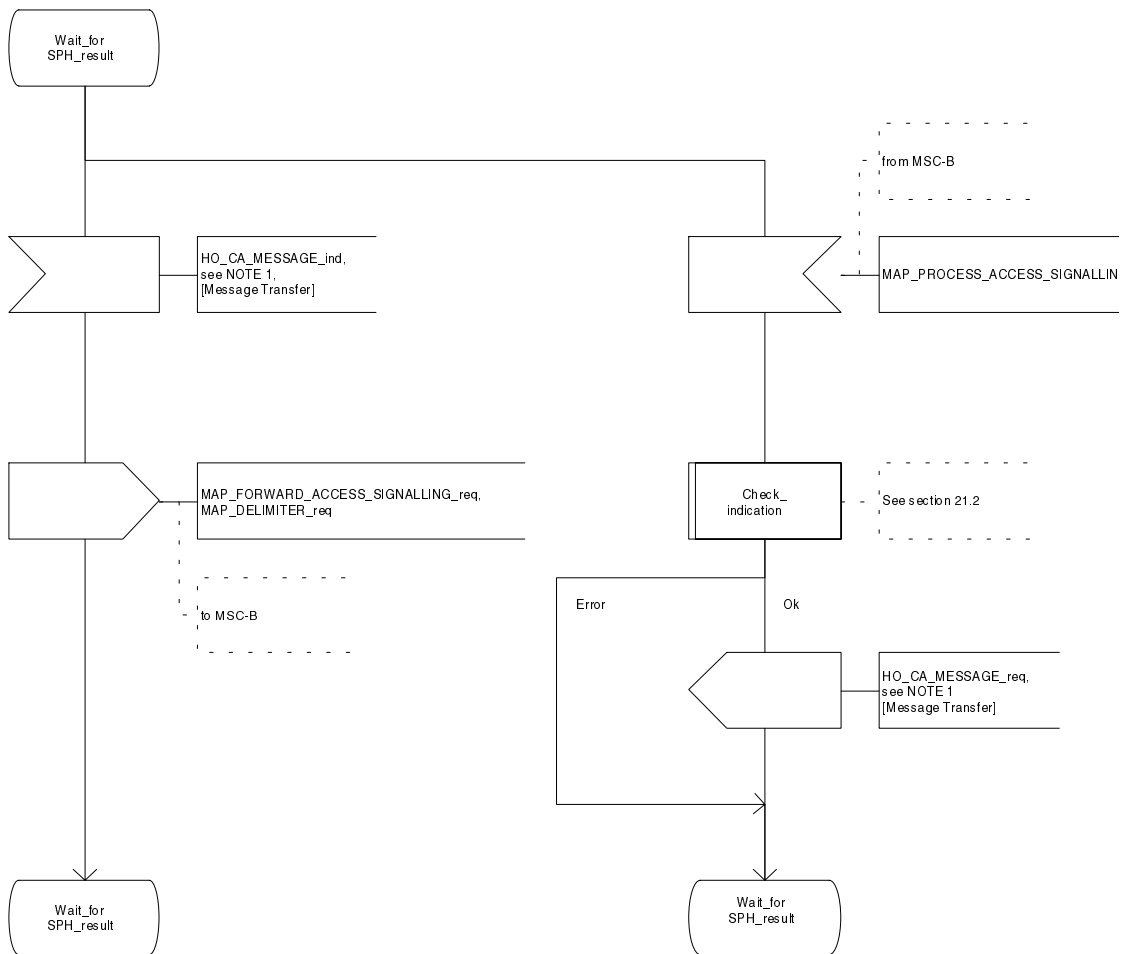 Wait_for
SPH_result
from MSC-B
HO_CA_MESSAGE_ind,
see NOTE 1,
[Message Transfer]
MAP_PROCESS_ACCESS_SIGNALLIN
MAP_FORWARD_ACCESS_SIGNALLING_req,
MAP_DELIMITER_req
Check_
indication
See section 21.2
to MSC-B
Error
Ok
HO_CA_MESSAGE_req,
see NOTE 1
[Message Transfer]
Wait_for
SPH_result
Wait_for
SPH_result